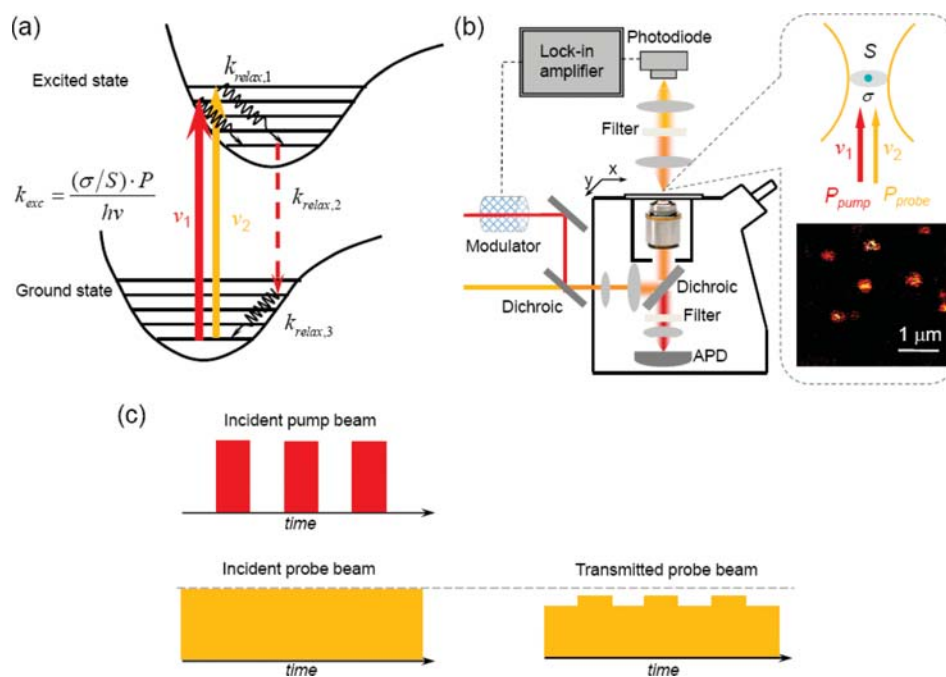 (a)
Excited state
k_relax,1
k_exc = (σ/S)·P / hν
ν₁
ν₂
k_relax,2
Ground state
k_relax,3
(b)
Photodiode
Lock-in
amplifier
Filter
x
y
Modulator
Dichroic
Dichroic
Filter
APD
S
σ
ν₁
ν₂
P_pump
P_probe
1 μm
(c)
Incident pump
beam
time
Incident probe beam
time
Transmitted probe beam
time